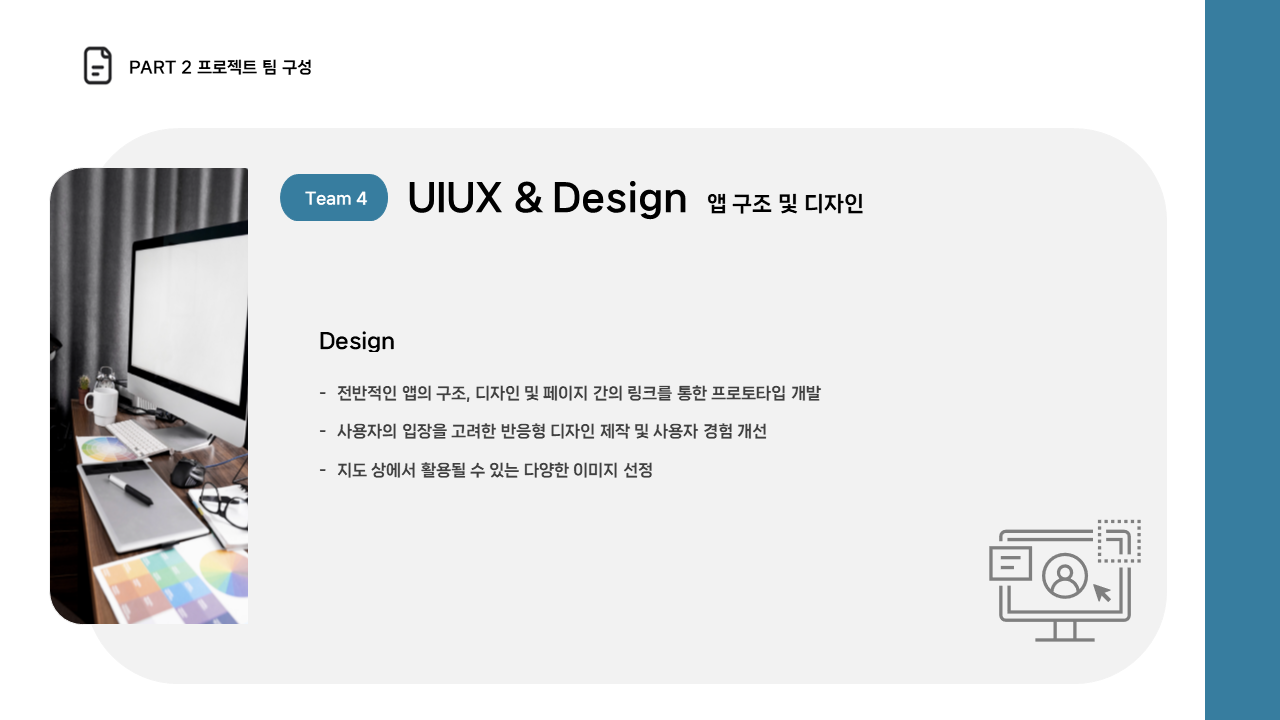 PART 2 프로젝트 팀 구성
Team 4 UIUX & Design 앱 구조 및 디자인
Design
- 전반적인 앱의 구조, 디자인 및 페이지 간의 링크를 통한 프로토타입 개발
- 사용자의 입장을 고려한 반응형 디자인 제작 및 사용자 경험 개선
- 지도 상에서 활용될 수 있는 다양한 이미지 선정